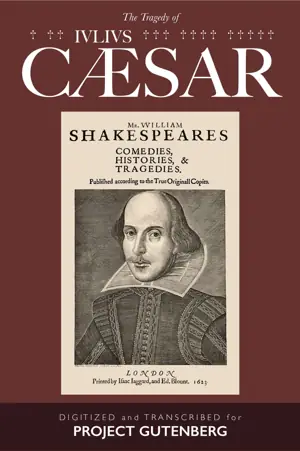 The Tragedy of
IVLIVS
CÆSAR
Mr. WILLIAM
SHAKESPEARES
COMEDIES,
HISTORIES, &
TRAGEDIES.
Published according to the True Originall Copies.
LONDON
Printed by Isaac Iaggard, and Ed. Blount. 1623
DIGITIZED and TRANSCRIBED for
PROJECT GUTENBERG